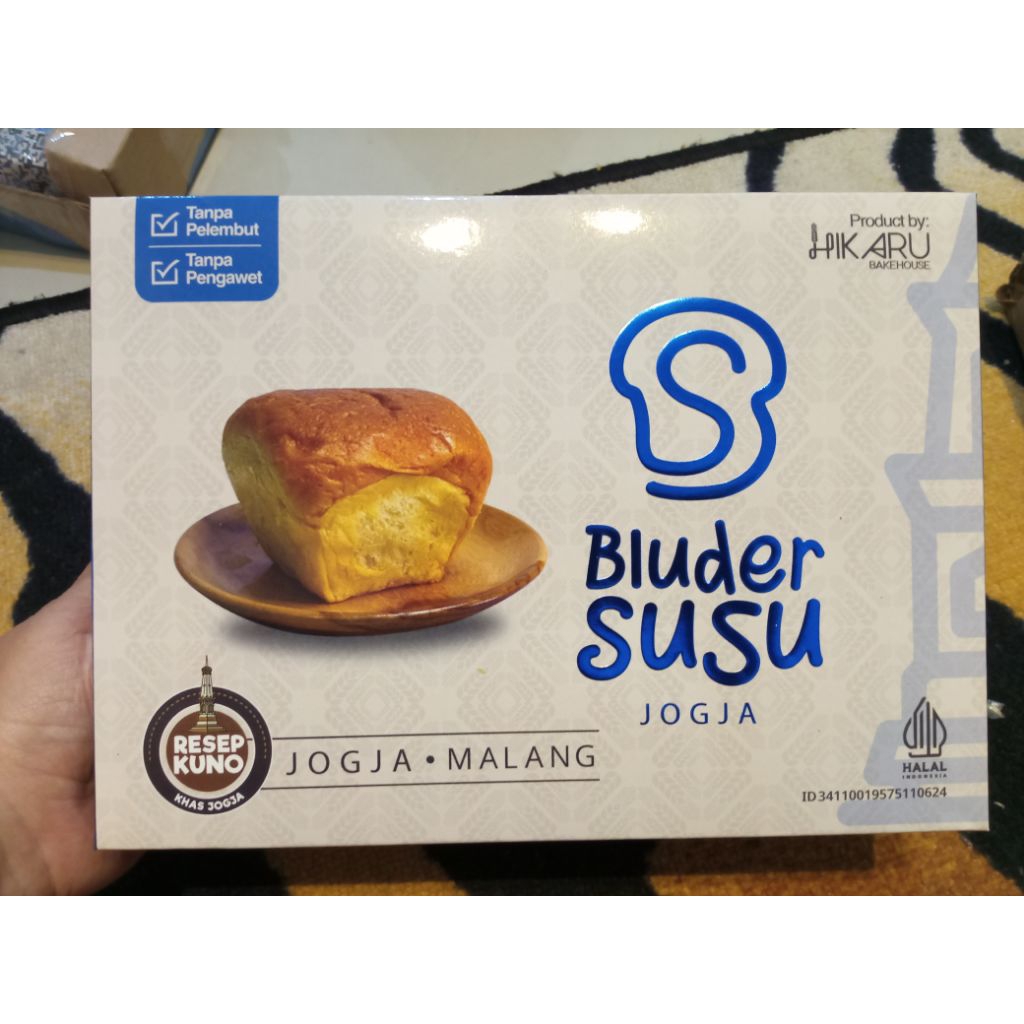 Tanpa
Pelembut
Tanpa
Pengawet
Product by:
HIKARU
BAKEHOUSE
S
Bluder
SUSU
JOGJA
RESEP-
KUNO
KHAS JOGJA
JOGJA • MALANG
HALAL
INDONESIA
ID34110019575110624